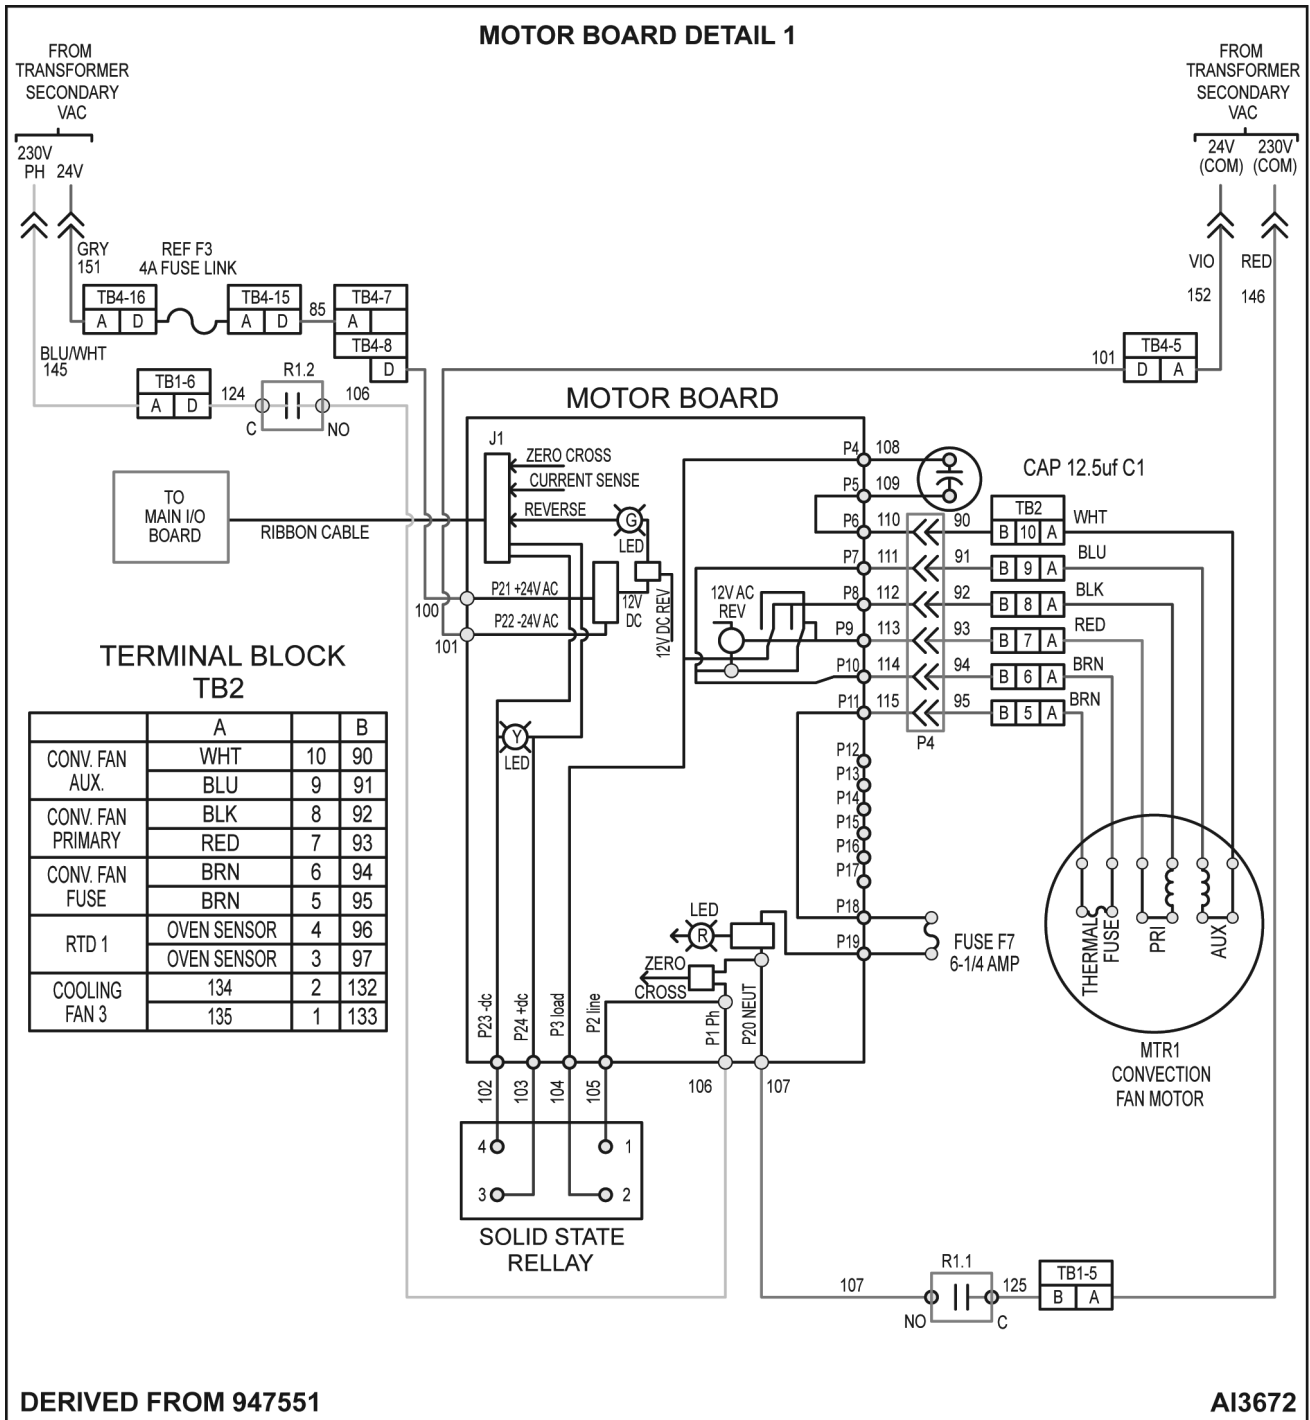 MOTOR BOARD DETAIL 1
FROM
TRANSFORMER
SECONDARY
VAC
230V
PH
24V
FROM
TRANSFORMER
SECONDARY
VAC
24V
(COM)
230V
(COM)
GRY
151
REF F3
4A FUSE LINK
TB4-16
A D
TB4-15
A D
85
TB4-7
A
TB4-8
D
VIO
152
RED
146
BLU/WHT
145
TB1-6
A D
124
R1.2
C
NO
106
101
TB4-5
D A
MOTOR BOARD
TO
MAIN I/O
BOARD
RIBBON CABLE
J1
ZERO CROSS
CURRENT SENSE
REVERSE
G
LED
P21 +24V AC
P22 -24V AC
100
101
12V
DC
12V DC REV
12V AC
REV
Y
LED
P4 108
P5 109
P6 110
P7 111
P8 112
P9 113
P10 114
P11 115
P12
P13
P14
P15
P16
P17
P18
P19
CAP 12.5uf C1
P4
90
91
92
93
94
95
TB2
B 10 A
B 9 A
B 8 A
B 7 A
B 6 A
B 5 A
WHT
BLU
BLK
RED
BRN
BRN
TERMINAL BLOCK
TB2
A B
CONV. FAN
AUX.
WHT 10 90
BLU 9 91
CONV. FAN
PRIMARY
BLK 8 92
RED 7 93
CONV. FAN
FUSE
BRN 6 94
BRN 5 95
RTD 1
OVEN SENSOR 4 96
OVEN SENSOR 3 97
COOLING
FAN 3
134 2 132
135 1 133
LED
R
ZERO
CROSS
FUSE F7
6-1/4 AMP
THERMAL
FUSE
PRI
AUX
MTR1
CONVECTION
FAN MOTOR
P23 -dc
P24 +dc
P3 load
P2 line
P1 Ph
P20 NEUT
102
103
104
105
106
107
4
1
3
2
SOLID STATE
RELLAY
107
R1.1
NO
C
125
TB1-5
B A
DERIVED FROM 947551
AI3672